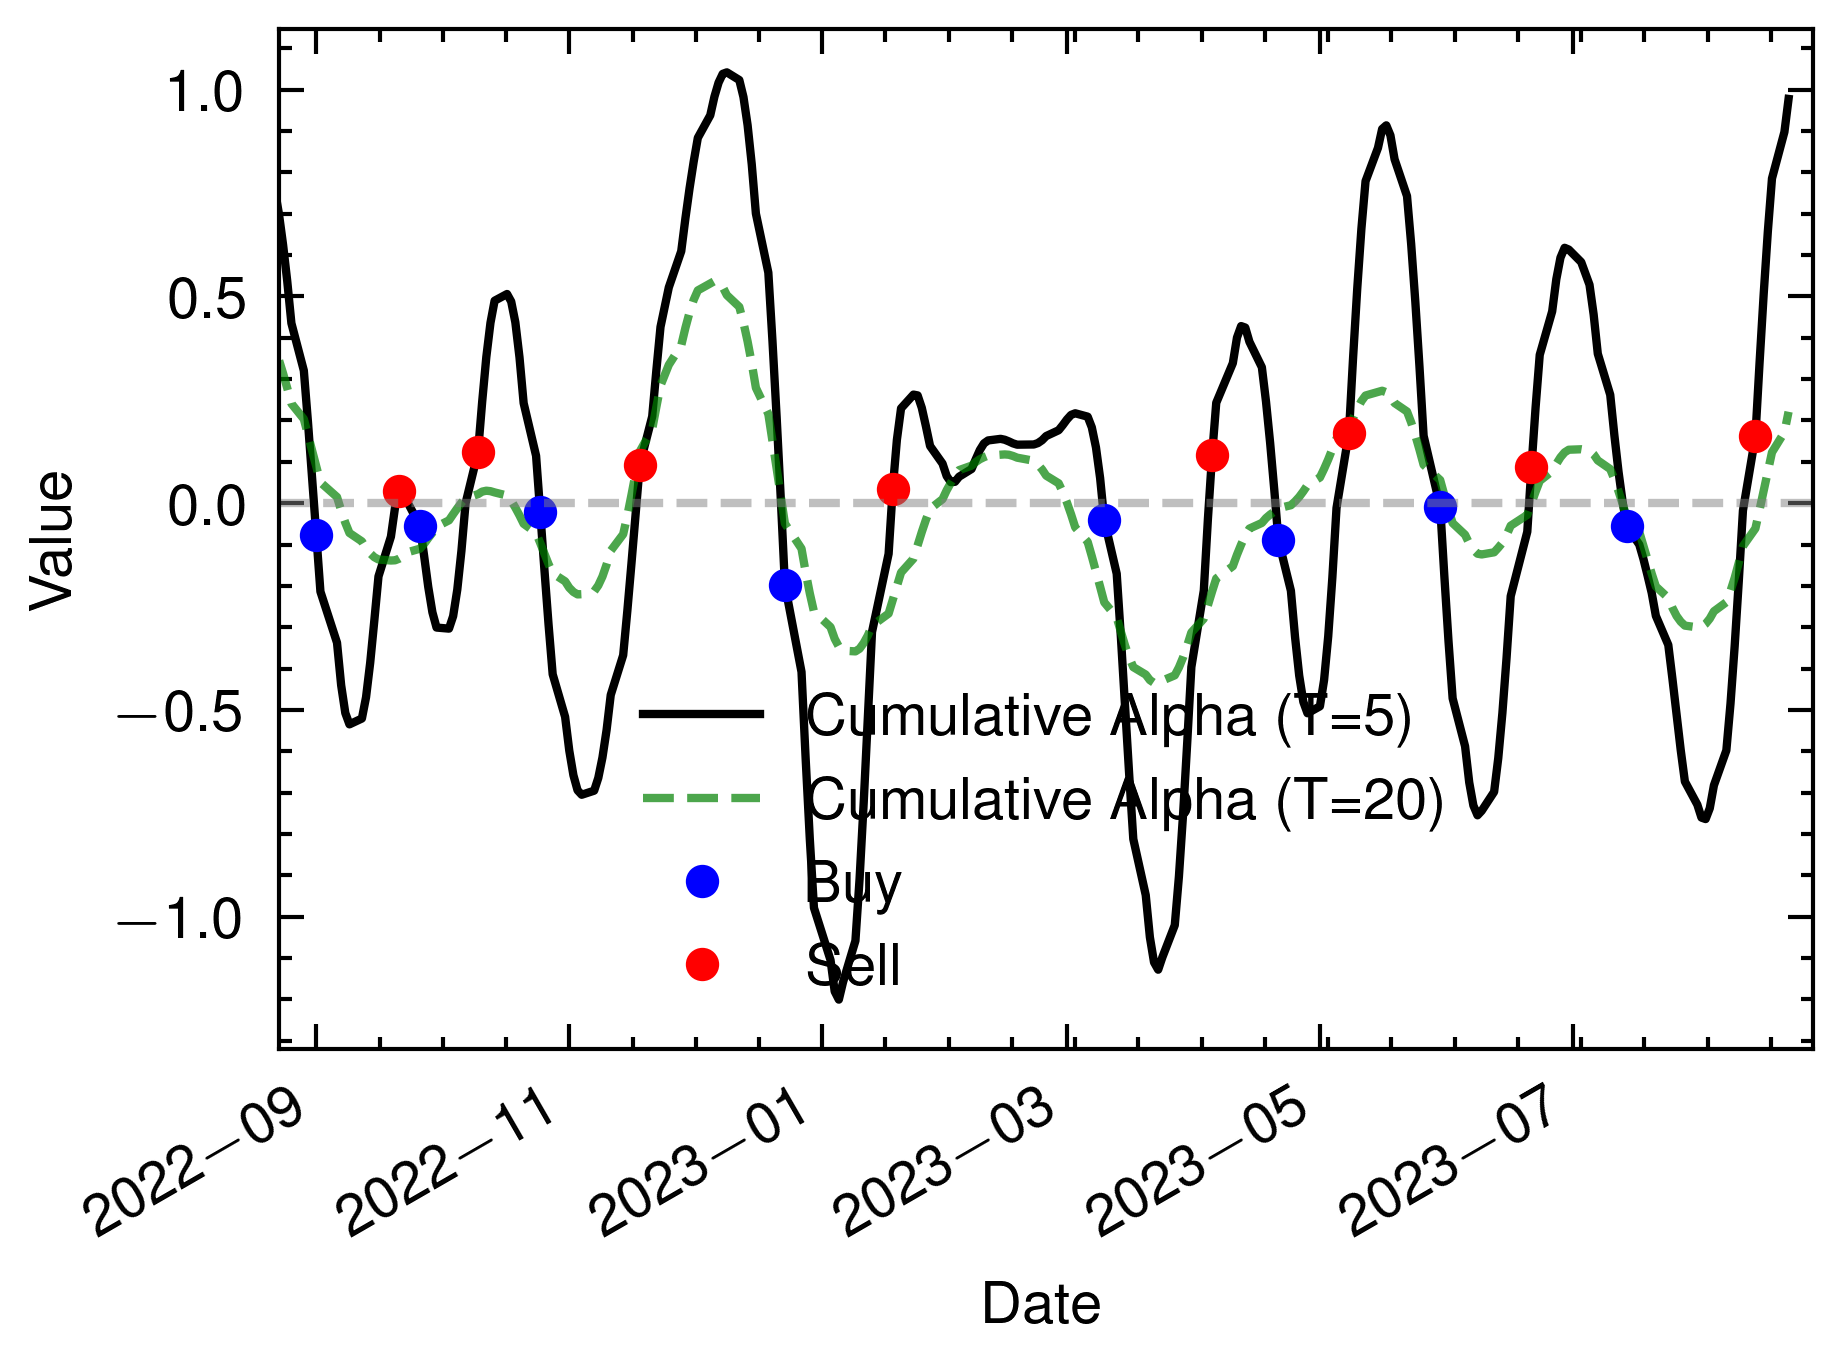 1.0
0.5
0.0
−0.5
−1.0
Value
Cumulative Alpha (T=5)
Cumulative Alpha (T=20)
Buy
Sell
2022−09
2022−11
2023−01
2023−03
2023−05
2023−07
Date